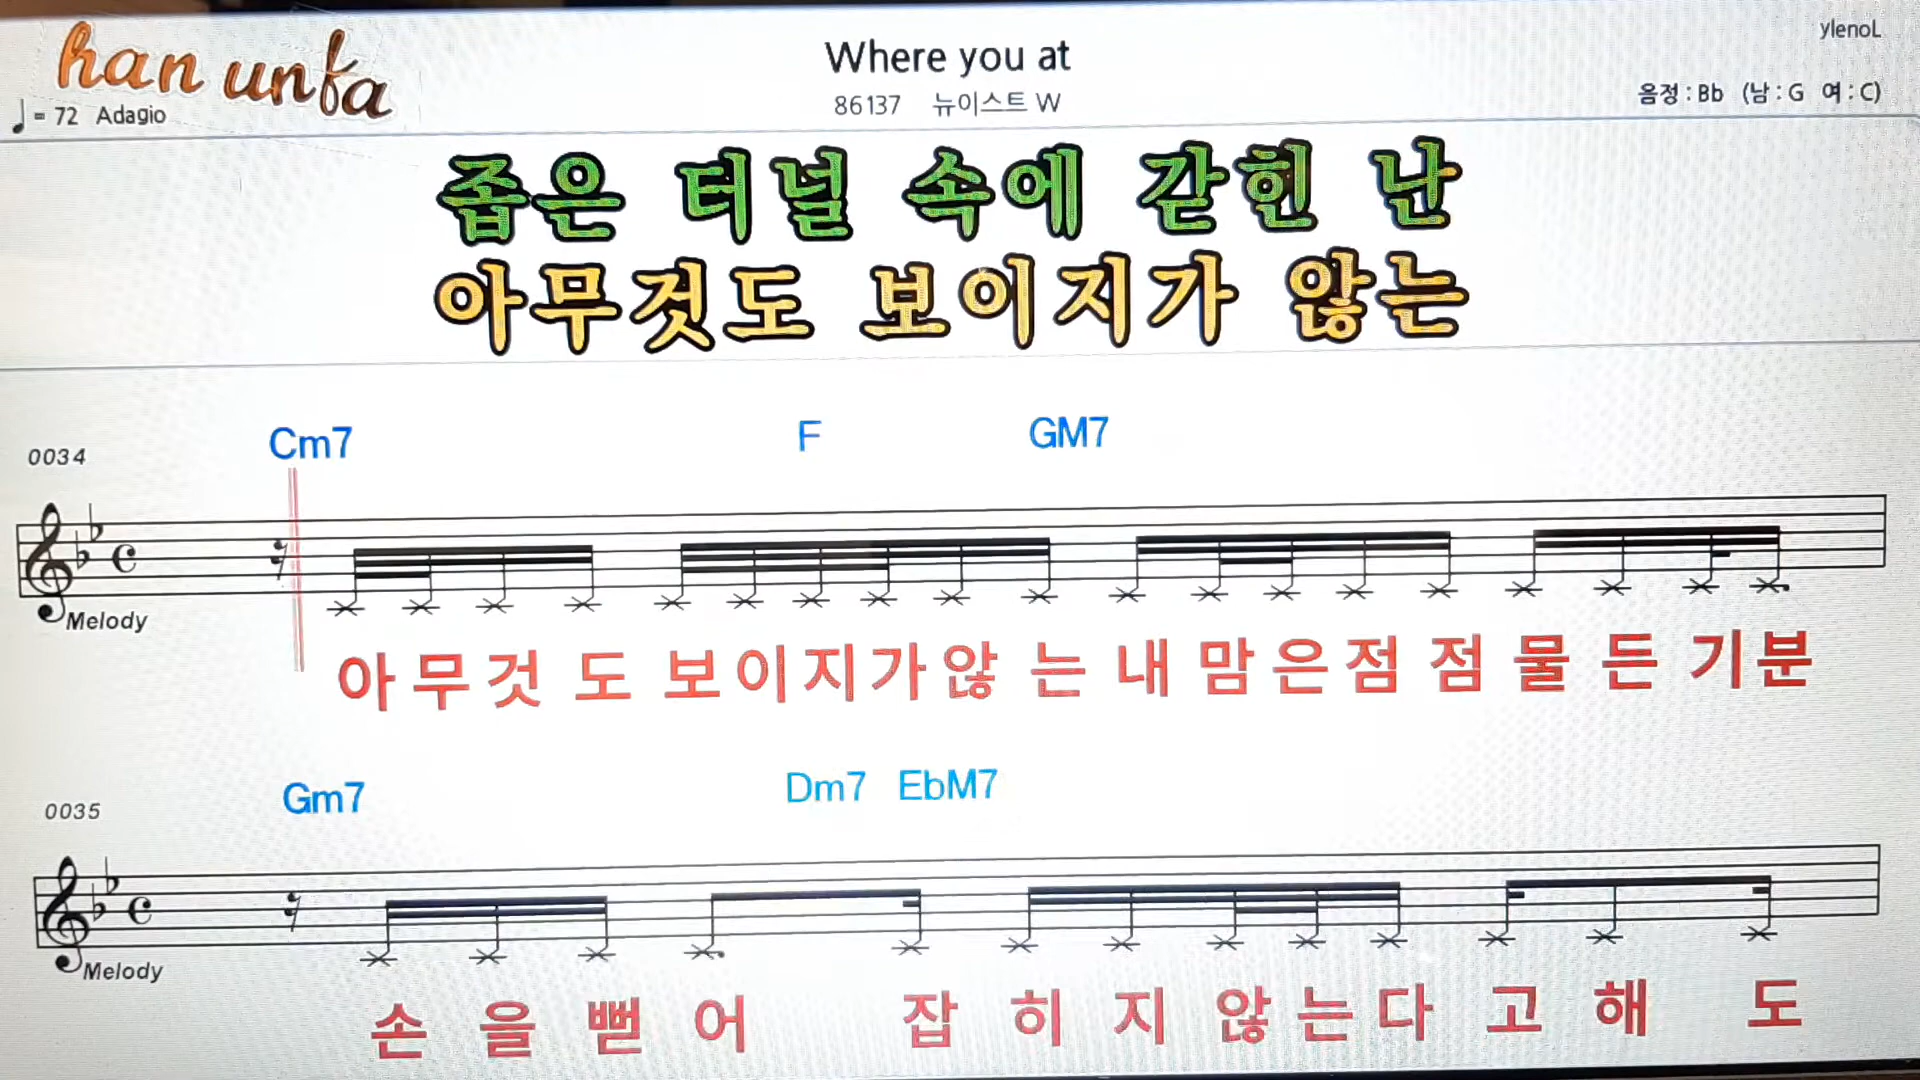 han unfa
Where you at
ylenoL
♩= 72 Adagio
86137 뉴이스트 W
음정 : Bb (남 : G 여 : C)
좁은 터널 속에 갇힌 난
아무것도 보이지가 않는
Cm7 F GM7
0034
Melody
아무것 도 보이지가않 는 내 맘은점 점 물 든 기분
Gm7 Dm7 EbM7
0035
Melody
손 을 뻗 어 잡 히 지 않는다 고 해 도